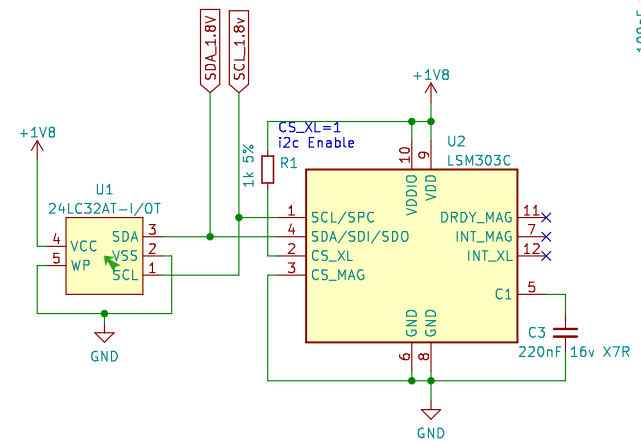 SDA_1.8V
SCL_1.8V
+1V8
CS_XL=1
i2c Enable
1k 5%
R1
U2
LSM303C
10
9
VDDIO
VDD
+1V8
U1
24LC32AT-I/OT
4
VCC
5
WP
SDA
3
VSS
2
SCL
1
GND
1
SCL/SPC
4
SDA/SDI/SDO
2
CS_XL
3
CS_MAG
DRDY_MAG
11
INT_MAG
7
INT_XL
12
C1
5
GND
GND
6
8
C3
220nF 16v X7R
GND